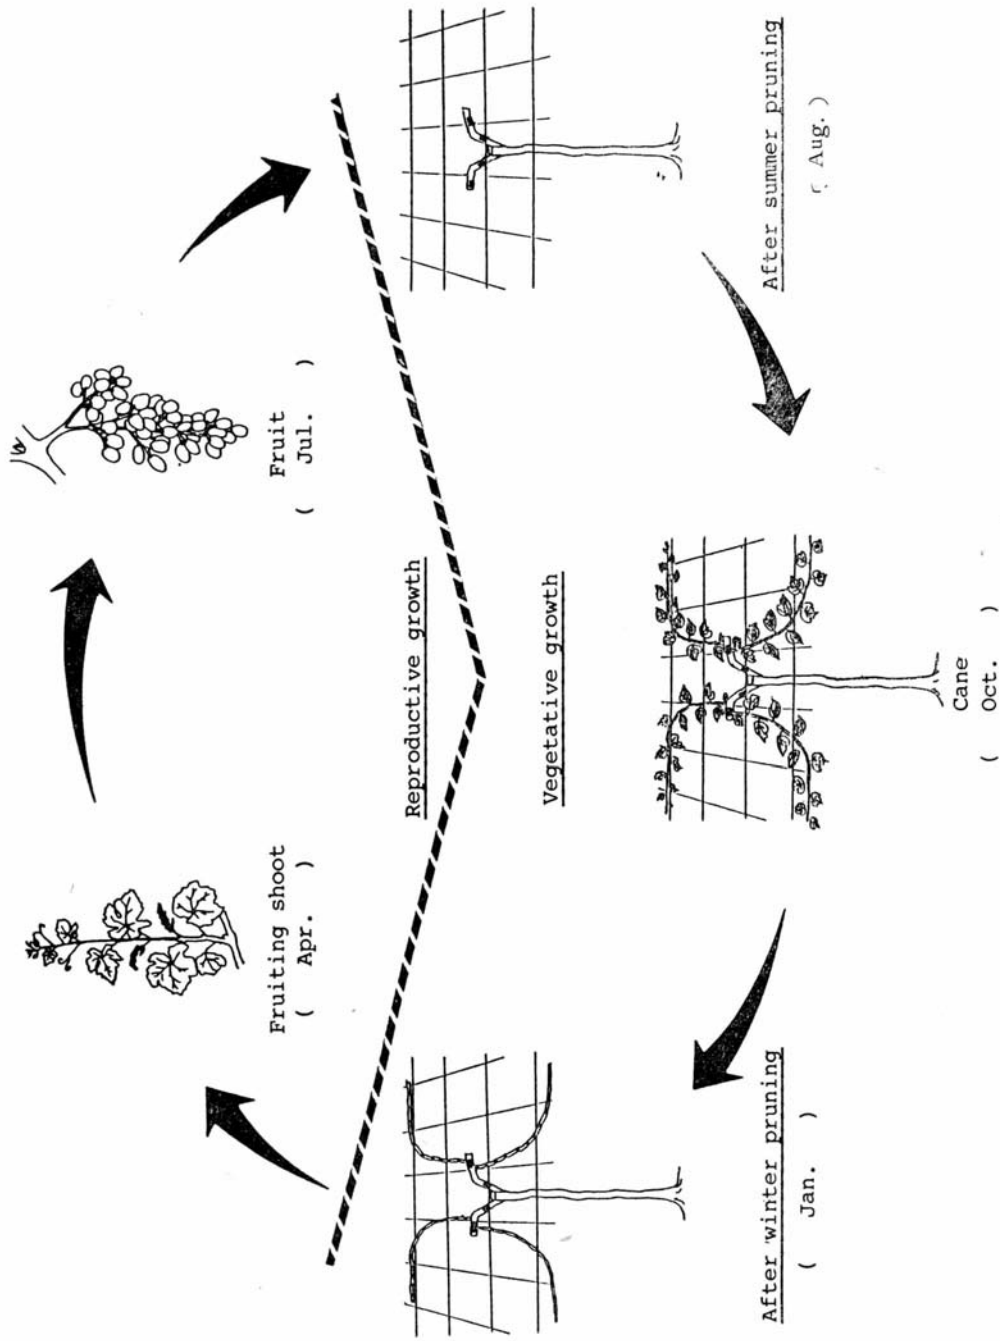 Fruiting shoot
( Apr. )
Fruit
( Jul. )
Reproductive growth
Vegetative growth
After winter pruning
( Jan. )
Cane
( Oct. )
After summer pruning
( Aug. )